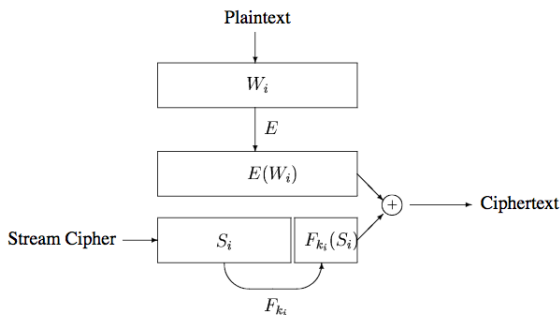 Plaintext
W_i
E
E(W_i)
Ciphertext
Stream Cipher
S_i
F_{k_i}(S_i)
F_{k_i}